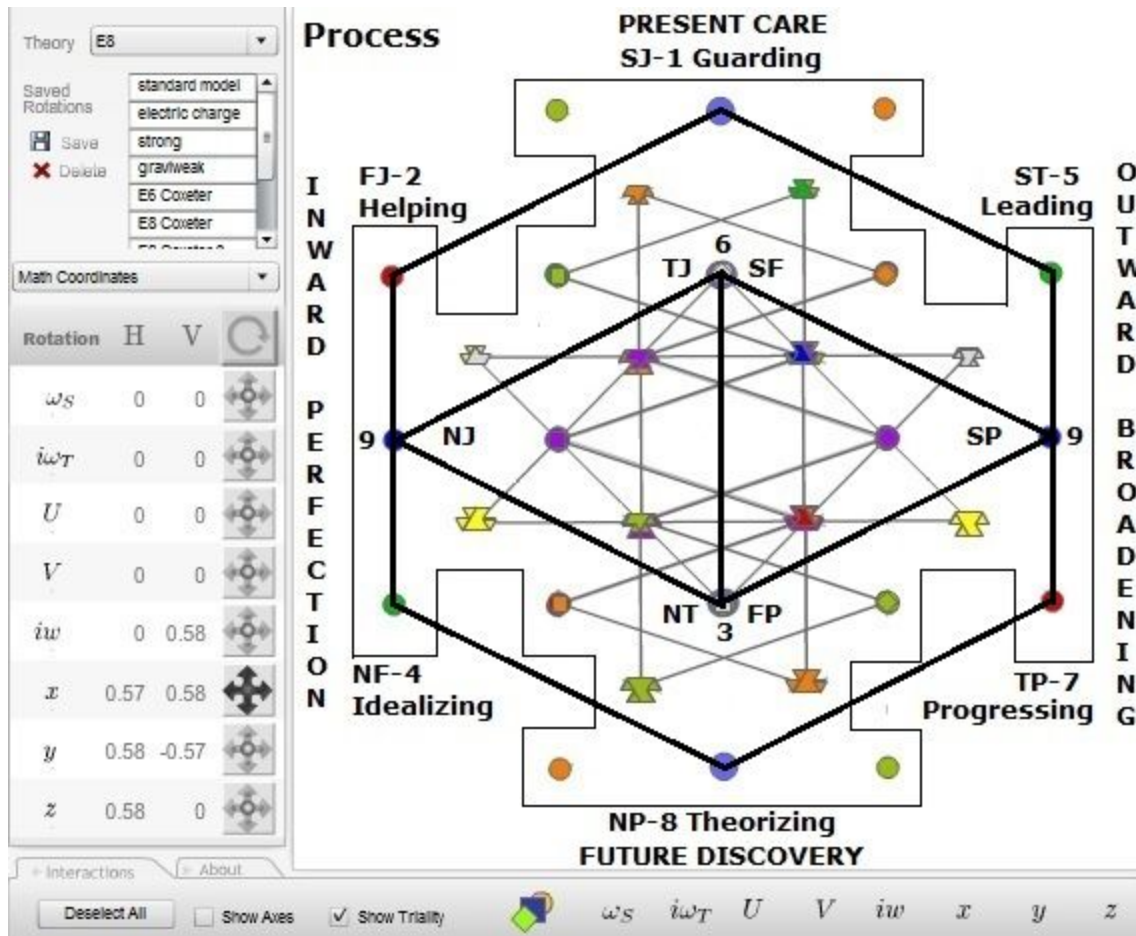 Theory E8
Saved Rotations
Save
Delete
standard model
electric charge
strong
graviweak
E6 Coxeter
E8 Coxeter
Math Coordinates
Rotation H V
ωS 0 0
iωT 0 0
U 0 0
V 0 0
iw 0 0.58
x 0.57 0.58
y 0.58 -0.57
z 0.58 0
Interactions
About
Deselect All
Show Axes
Show Triality
ωS iωT U V iw x y z
Process
PRESENT CARE
SJ-1 Guarding
INWARD PERFECTION
FJ-2
Helping
ST-5
Leading
OUTWARD BROADENING
6
TJ SF
9 NJ
SP 9
NT FP
3
NF-4
Idealizing
TP-7
Progressing
NP-8 Theorizing
FUTURE DISCOVERY